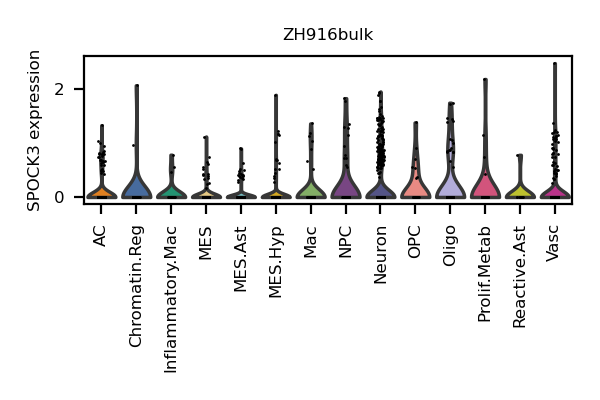 ZH916bulk
SPOCK3 expression
2
0
AC
Chromatin.Reg
Inflammatory.Mac
MES
MES.Ast
MES.Hyp
Mac
NPC
Neuron
OPC
Oligo
Prolif.Metab
Reactive.Ast
Vasc